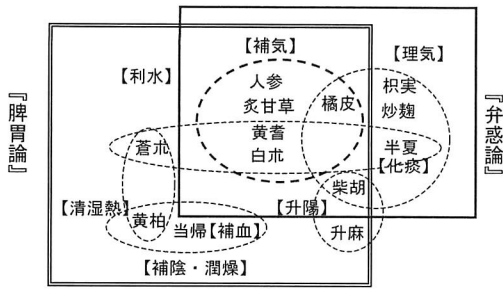 『脾胃論』
『弁惑論』
【補気】
【理気】
【利水】
人参
炙甘草
橘皮
枳実
炒麹
黄耆
白朮
蒼朮
半夏
【化痰】
柴胡
【清湿熱】
黄柏
【升陽】
当帰【補血】
升麻
【補陰・潤燥】